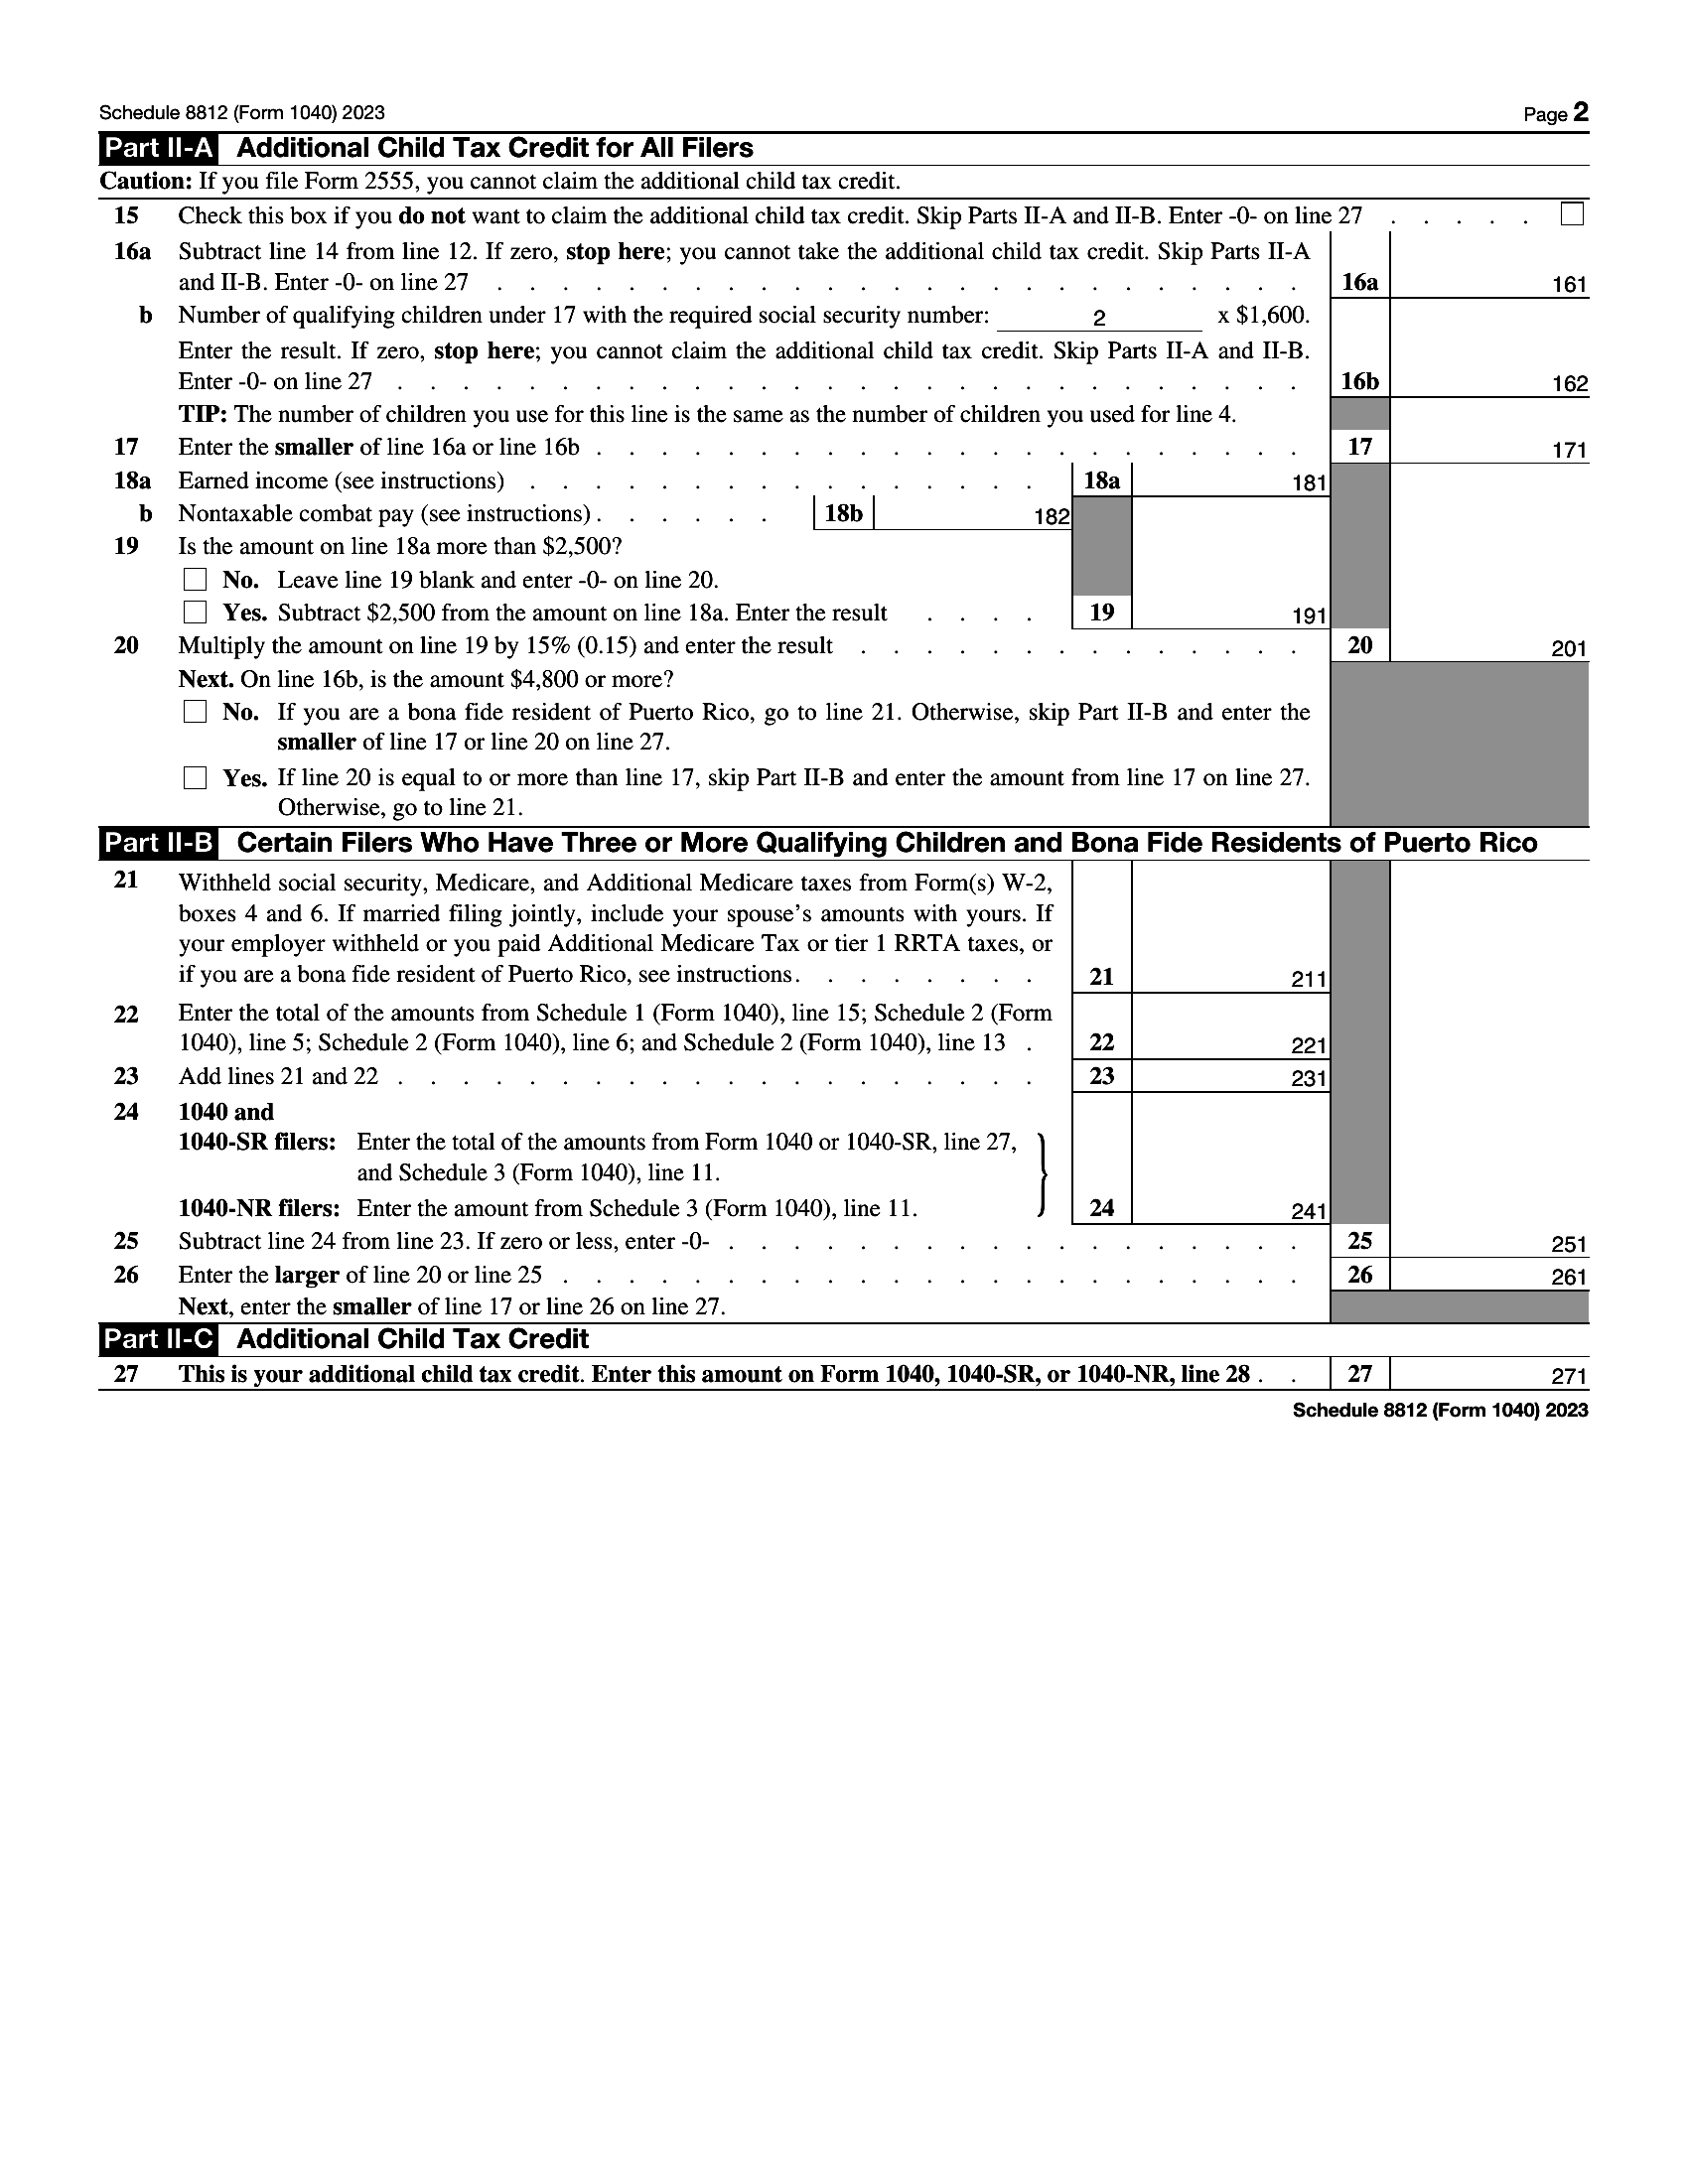 Schedule 8812 (Form 1040) 2023 Page 2
Part II-A Additional Child Tax Credit for All Filers
Caution: If you file Form 2555, you cannot claim the additional child tax credit.
15 Check this box if you do not want to claim the additional child tax credit. Skip Parts II-A and II-B. Enter -0- on line 27 . . . . .
16a Subtract line 14 from line 12. If zero, stop here; you cannot take the additional child tax credit. Skip Parts II-A
and II-B. Enter -0- on line 27 . . . . . . . . . . . . . . . . . . . . . . . . . 16a 161
b Number of qualifying children under 17 with the required social security number: 2 x $1,600.
Enter the result. If zero, stop here; you cannot claim the additional child tax credit. Skip Parts II-A and II-B.
Enter -0- on line 27 . . . . . . . . . . . . . . . . . . . . . . . . . . . . 16b 162
TIP: The number of children you use for this line is the same as the number of children you used for line 4.
17 Enter the smaller of line 16a or line 16b . . . . . . . . . . . . . . . . . . . . . . 17 171
18a Earned income (see instructions) . . . . . . . . . . . . . . . . 18a 181
b Nontaxable combat pay (see instructions) . . . . . . 18b 182
19 Is the amount on line 18a more than $2,500?
No. Leave line 19 blank and enter -0- on line 20.
Yes. Subtract $2,500 from the amount on line 18a. Enter the result . . . . 19 191
20 Multiply the amount on line 19 by 15% (0.15) and enter the result . . . . . . . . . . . . . . 20 201
Next. On line 16b, is the amount $4,800 or more?
No. If you are a bona fide resident of Puerto Rico, go to line 21. Otherwise, skip Part II-B and enter the
smaller of line 17 or line 20 on line 27.
Yes. If line 20 is equal to or more than line 17, skip Part II-B and enter the amount from line 17 on line 27.
Otherwise, go to line 21.
Part II-B Certain Filers Who Have Three or More Qualifying Children and Bona Fide Residents of Puerto Rico
21 Withheld social security, Medicare, and Additional Medicare taxes from Form(s) W-2,
boxes 4 and 6. If married filing jointly, include your spouse’s amounts with yours. If
your employer withheld or you paid Additional Medicare Tax or tier 1 RRTA taxes, or
if you are a bona fide resident of Puerto Rico, see instructions . . . . . . . . 21 211
22 Enter the total of the amounts from Schedule 1 (Form 1040), line 15; Schedule 2 (Form
1040), line 5; Schedule 2 (Form 1040), line 6; and Schedule 2 (Form 1040), line 13 . 22 221
23 Add lines 21 and 22 . . . . . . . . . . . . . . . . . . . . 23 231
24 1040 and
1040-SR filers: Enter the total of the amounts from Form 1040 or 1040-SR, line 27,
and Schedule 3 (Form 1040), line 11.
1040-NR filers: Enter the amount from Schedule 3 (Form 1040), line 11. } 24 241
25 Subtract line 24 from line 23. If zero or less, enter -0- . . . . . . . . . . . . . . . . . . 25 251
26 Enter the larger of line 20 or line 25 . . . . . . . . . . . . . . . . . . . . . . . 26 261
Next, enter the smaller of line 17 or line 26 on line 27.
Part II-C Additional Child Tax Credit
27 This is your additional child tax credit. Enter this amount on Form 1040, 1040-SR, or 1040-NR, line 28 . . 27 271
Schedule 8812 (Form 1040) 2023